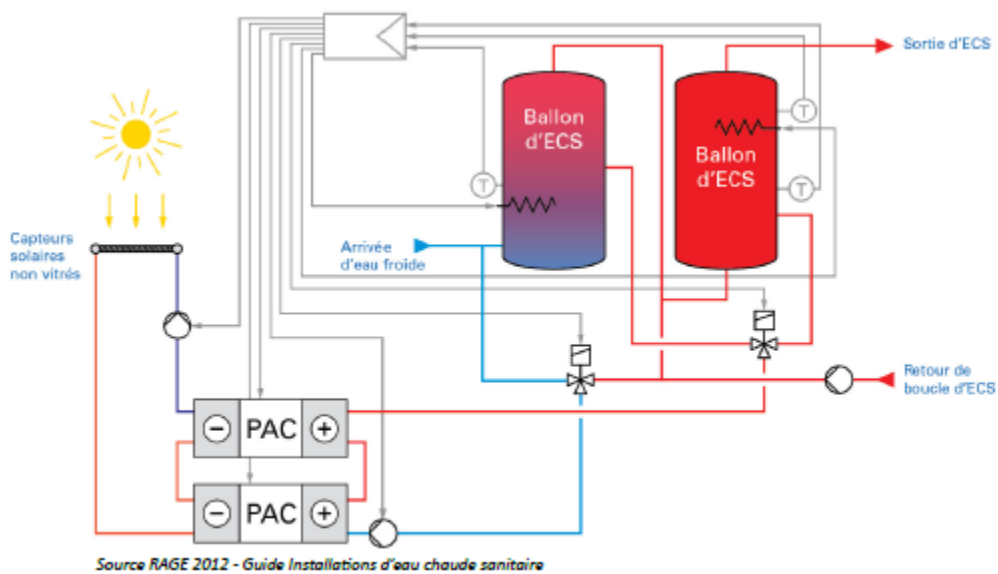 Sortie d'ECS
Ballon
d'ECS
T
Ballon
d'ECS
T
T
Capteurs
solaires
non vitrés
Arrivée
d'eau froide
Retour de
boucle d'ECS
− PAC +
− PAC +
Source RAGE 2012 - Guide Installations d'eau chaude sanitaire